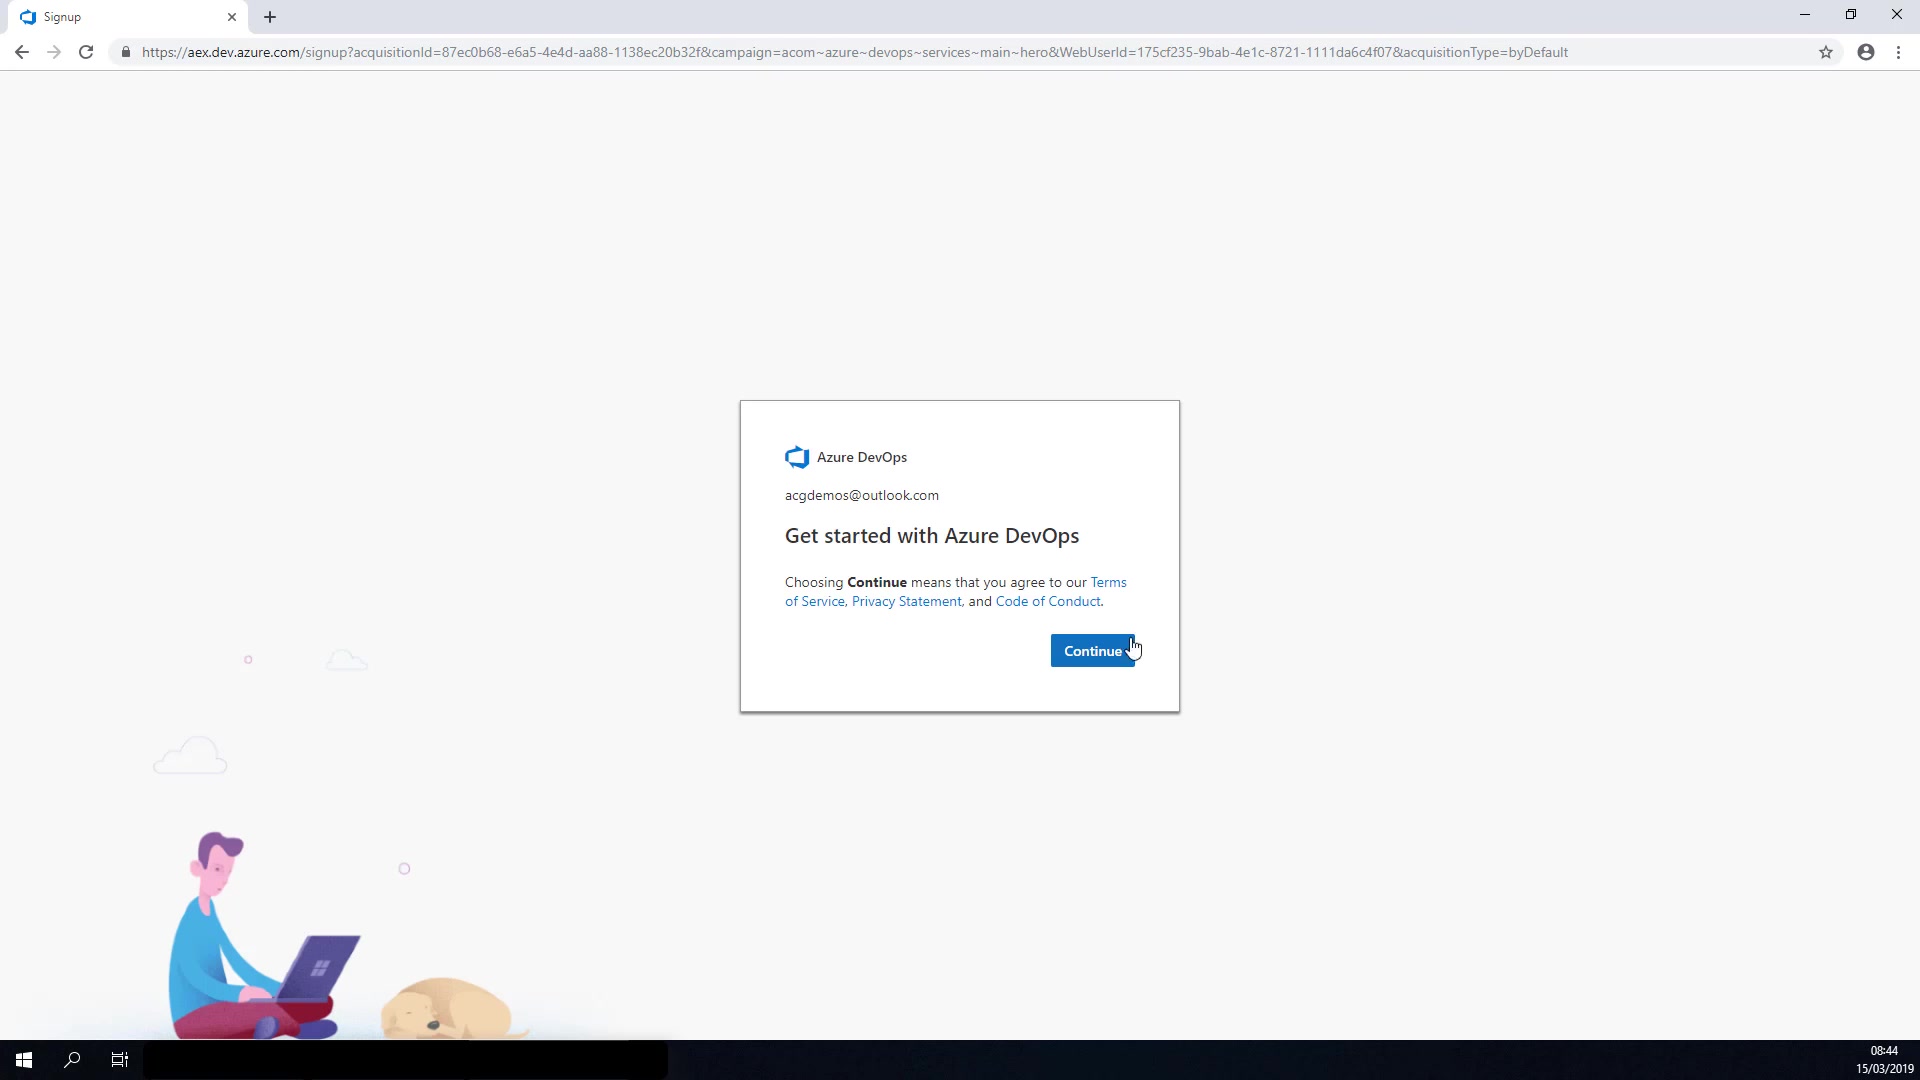 Signup
https://aex.dev.azure.com/signup?acquisitionId=87ec0b68-e6a5-4e4d-aa88-1138ec20b32f&campaign=acom~azure~devops~services~main~hero&WebUserId=175cf235-9bab-4e1c-8721-1111da6c4f07&acquisitionType=byDefault
Azure DevOps
acgdemos@outlook.com
Get started with Azure DevOps
Choosing Continue means that you agree to our Terms
of Service, Privacy Statement, and Code of Conduct.
Continue
08:44
15/03/2019